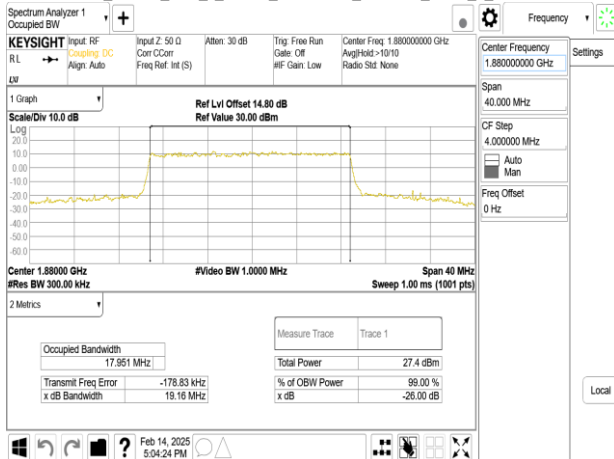 Spectrum Analyzer 1
Occupied BW
+
Frequency
KEYSIGHT
Input: RF
Coupling: DC
Align: Auto
RL
LXI
Input Z: 50 Ω
Corr CCorr
Freq Ref: Int (S)
Atten: 30 dB
Trig: Free Run
Gate: Off
#IF Gain: Low
Center Freq: 1.880000000 GHz
Avg|Hold:>10/10
Radio Std: None
Center Frequency
1.880000000 GHz
Settings
Span
40.000 MHz
CF Step
4.000000 MHz
Auto
Man
Freq Offset
0 Hz
Local
1 Graph
Scale/Div 10.0 dB
Ref Lvl Offset 14.80 dB
Ref Value 30.00 dBm
Log
20.0
10.0
0.00
-10.0
-20.0
-30.0
-40.0
-50.0
-60.0
Center 1.88000 GHz
#Video BW 1.0000 MHz
Span 40 MHz
#Res BW 300.00 kHz
Sweep 1.00 ms (1001 pts)
2 Metrics
Measure Trace
Trace 1
Occupied Bandwidth
17.951 MHz
Total Power
27.4 dBm
Transmit Freq Error
-178.83 kHz
% of OBW Power
99.00 %
x dB Bandwidth
19.16 MHz
x dB
-26.00 dB
?
Feb 14, 2025
5:04:24 PM